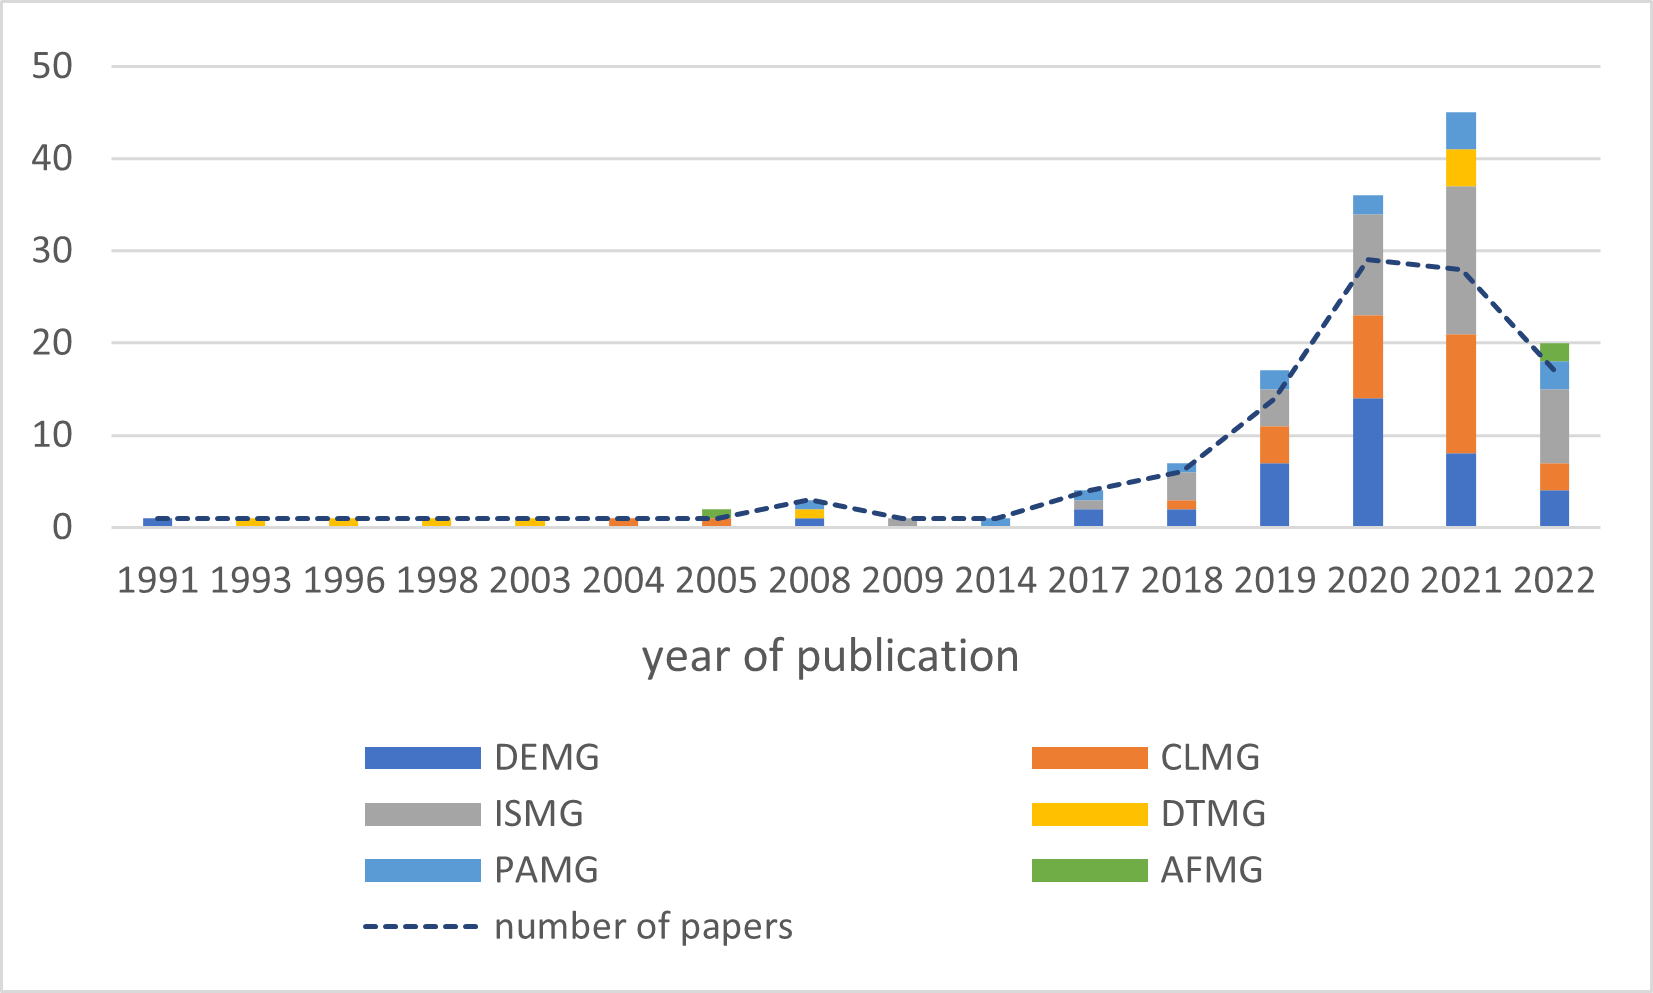 50
40
30
20
10
0
1991 1993 1996 1998 2003 2004 2005 2008 2009 2014 2017 2018 2019 2020 2021 2022
year of publication
DEMG CLMG
ISMG DTMG
PAMG AFMG
number of papers